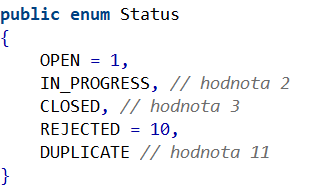 public enum Status
{
    OPEN = 1,
    IN_PROGRESS, // hodnota 2
    CLOSED, // hodnota 3
    REJECTED = 10,
    DUPLICATE // hodnota 11
}